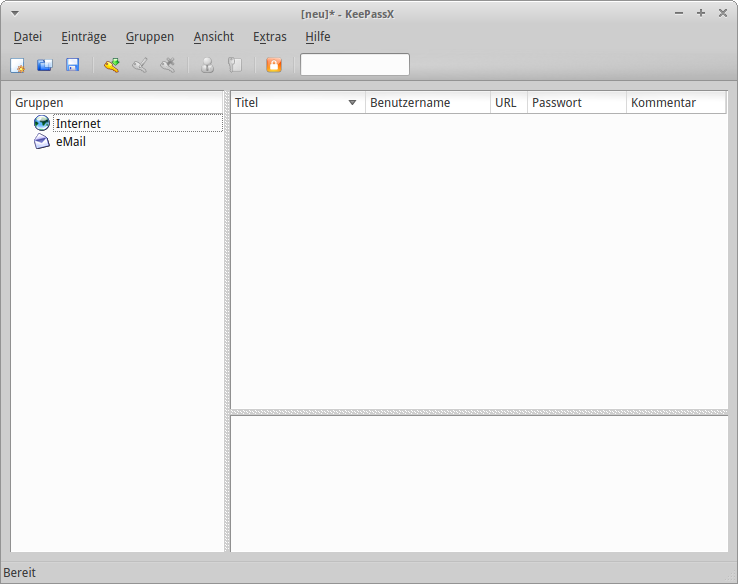 [neu]* - KeePassX
Datei Einträge Gruppen Ansicht Extras Hilfe
Gruppen
Internet
eMail
Titel Benutzername URL Passwort Kommentar
Bereit